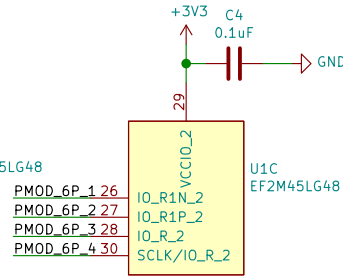 +3V3
C4
0.1uF
GND
29
VCCIO_2
5LG48
U1C
EF2M45LG48
PMOD_6P_1 26 IO_R1N_2
PMOD_6P_2 27 IO_R1P_2
PMOD_6P_3 28 IO_R_2
PMOD_6P_4 30 SCLK/IO_R_2